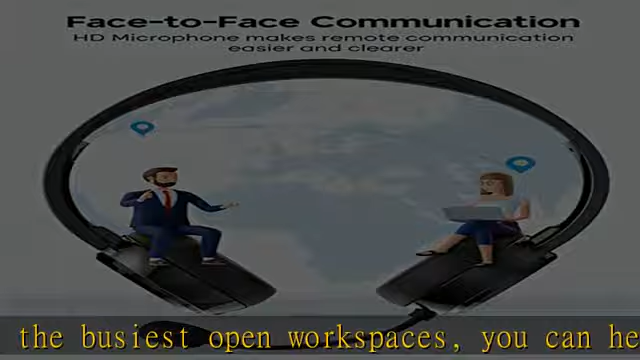 Face-to-Face Communication
HD Microphone makes remote communication
easier and clearer
the busiest open workspaces, you can he